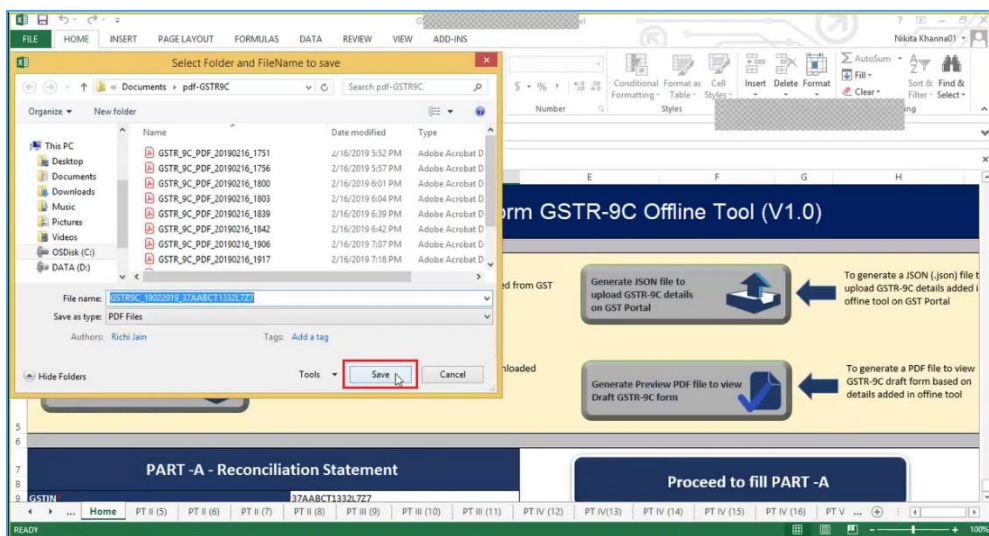 Nikita Khanna01
FILE HOME INSERT PAGE LAYOUT FORMULAS DATA REVIEW VIEW ADD-INS
Select Folder and FileName to save
« Documents › pdf-GSTR9C
Search pdf-GSTR9C
Organize New folder
Name Date modified Type
This PC
Desktop
Documents
Downloads
Music
Pictures
Videos
OSDisk (C:)
DATA (D:)
GSTR_9C_PDF_20190216_1751 2/16/2019 5:52 PM Adobe Acrobat D
GSTR_9C_PDF_20190216_1756 2/16/2019 5:57 PM Adobe Acrobat D
GSTR_9C_PDF_20190216_1800 2/16/2019 6:01 PM Adobe Acrobat D
GSTR_9C_PDF_20190216_1803 2/16/2019 6:04 PM Adobe Acrobat D
GSTR_9C_PDF_20190216_1839 2/16/2019 6:39 PM Adobe Acrobat D
GSTR_9C_PDF_20190216_1842 2/16/2019 6:42 PM Adobe Acrobat D
GSTR_9C_PDF_20190216_1906 2/16/2019 7:07 PM Adobe Acrobat D
GSTR_9C_PDF_20190216_1917 2/16/2019 7:18 PM Adobe Acrobat D
File name: GSTR9C_19022019_37AABCT1332L7Z7
Save as type: PDF Files
Authors: Richi Jain Tags: Add a tag
Hide Folders Tools Save Cancel
$ % ,
Number
Conditional Formatting
Format as Table
Cell Styles
Styles
Insert Delete Format
AutoSum
Fill
Clear
Sort & Filter
Find & Select
E F G H
orm GSTR-9C Offline Tool (V1.0)
ed from GST
Generate JSON file to
upload GSTR-9C details
on GST Portal
To generate a JSON (.json) file t
upload GSTR-9C details added i
offine tool on GST Portal
nloaded
Generate Preview PDF file to view
Draft GSTR-9C form
To generate a PDF file to view
GSTR-9C draft form based on
details added in offine tool
5
6
7
8
9
PART -A - Reconciliation Statement
Proceed to fill PART -A
GSTIN* 37AABCT1332L7Z7
... Home PT II (5) PT II (6) PT II (7) PT II (8) PT III (9) PT III (10) PT III (11) PT IV (12) PT IV(13) PT IV (14) PT IV (15) PT IV (16) PT V ...
READY 100%